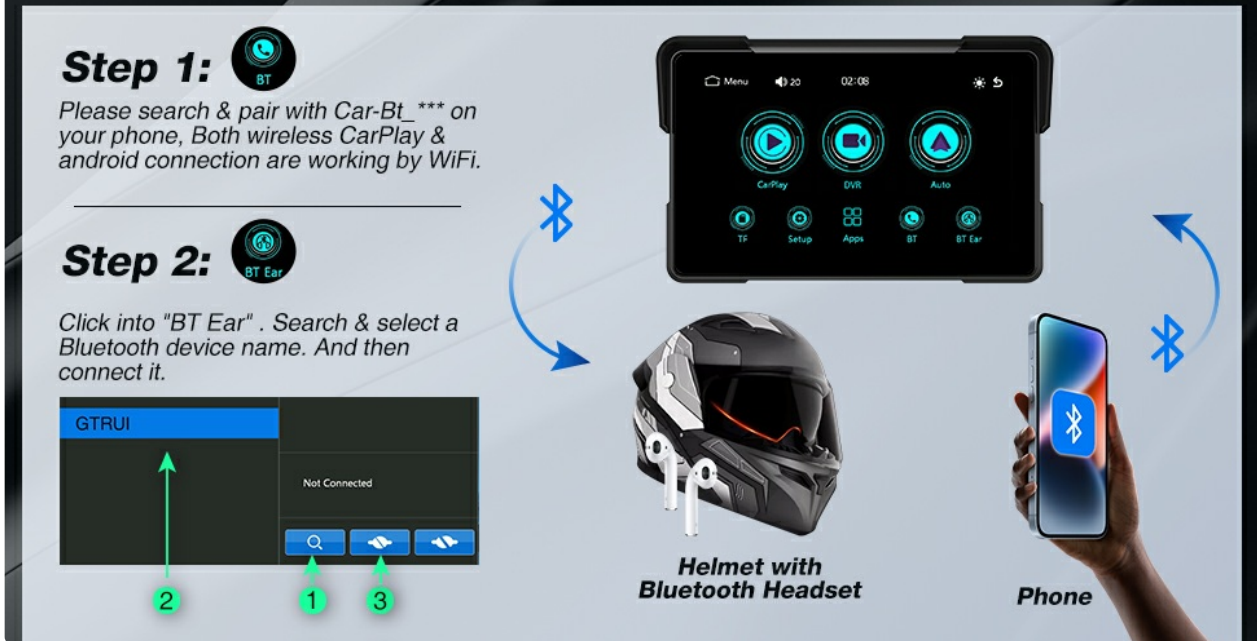 Step 1:
BT
Please search & pair with Car-Bt_*** on
your phone, Both wireless CarPlay &
android connection are working by WiFi.
Step 2:
BT Ear
Click into "BT Ear" . Search & select a
Bluetooth device name. And then
connect it.
GTRUI
Not Connected
2
1
3
Menu
20
02:08
CarPlay
DVR
Auto
TF
Setup
Apps
BT
BT Ear
Helmet with
Bluetooth Headset
Phone